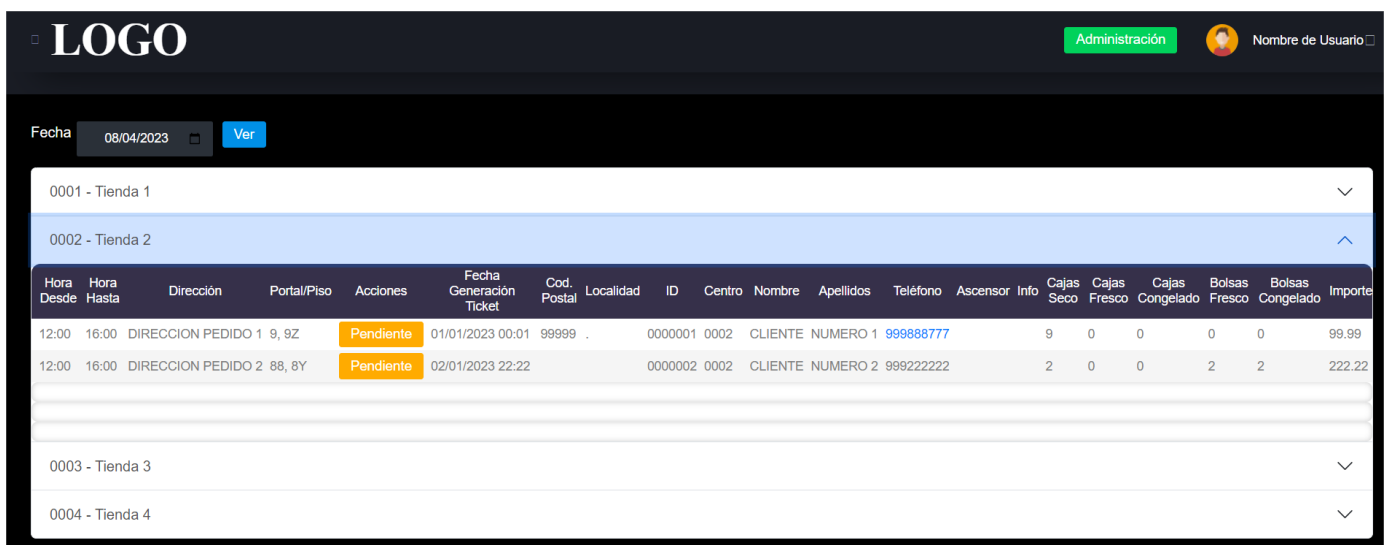 LOGO
Administración
Nombre de Usuario
Fecha 08/04/2023 Ver
0001 - Tienda 1
0002 - Tienda 2
Hora Desde Hora Hasta Dirección Portal/Piso Acciones Fecha Generación Ticket Cod. Postal Localidad ID Centro Nombre Apellidos Teléfono Ascensor Info Cajas Seco Cajas Fresco Cajas Congelado Bolsas Fresco Bolsas Congelado Importe
12:00 16:00 DIRECCION PEDIDO 1 9, 9Z Pendiente 01/01/2023 00:01 99999 . 0000001 0002 CLIENTE NUMERO 1 999888777 9 0 0 0 0 99.99
12:00 16:00 DIRECCION PEDIDO 2 88, 8Y Pendiente 02/01/2023 22:22 0000002 0002 CLIENTE NUMERO 2 999222222 2 0 0 2 2 222.22
0003 - Tienda 3
0004 - Tienda 4